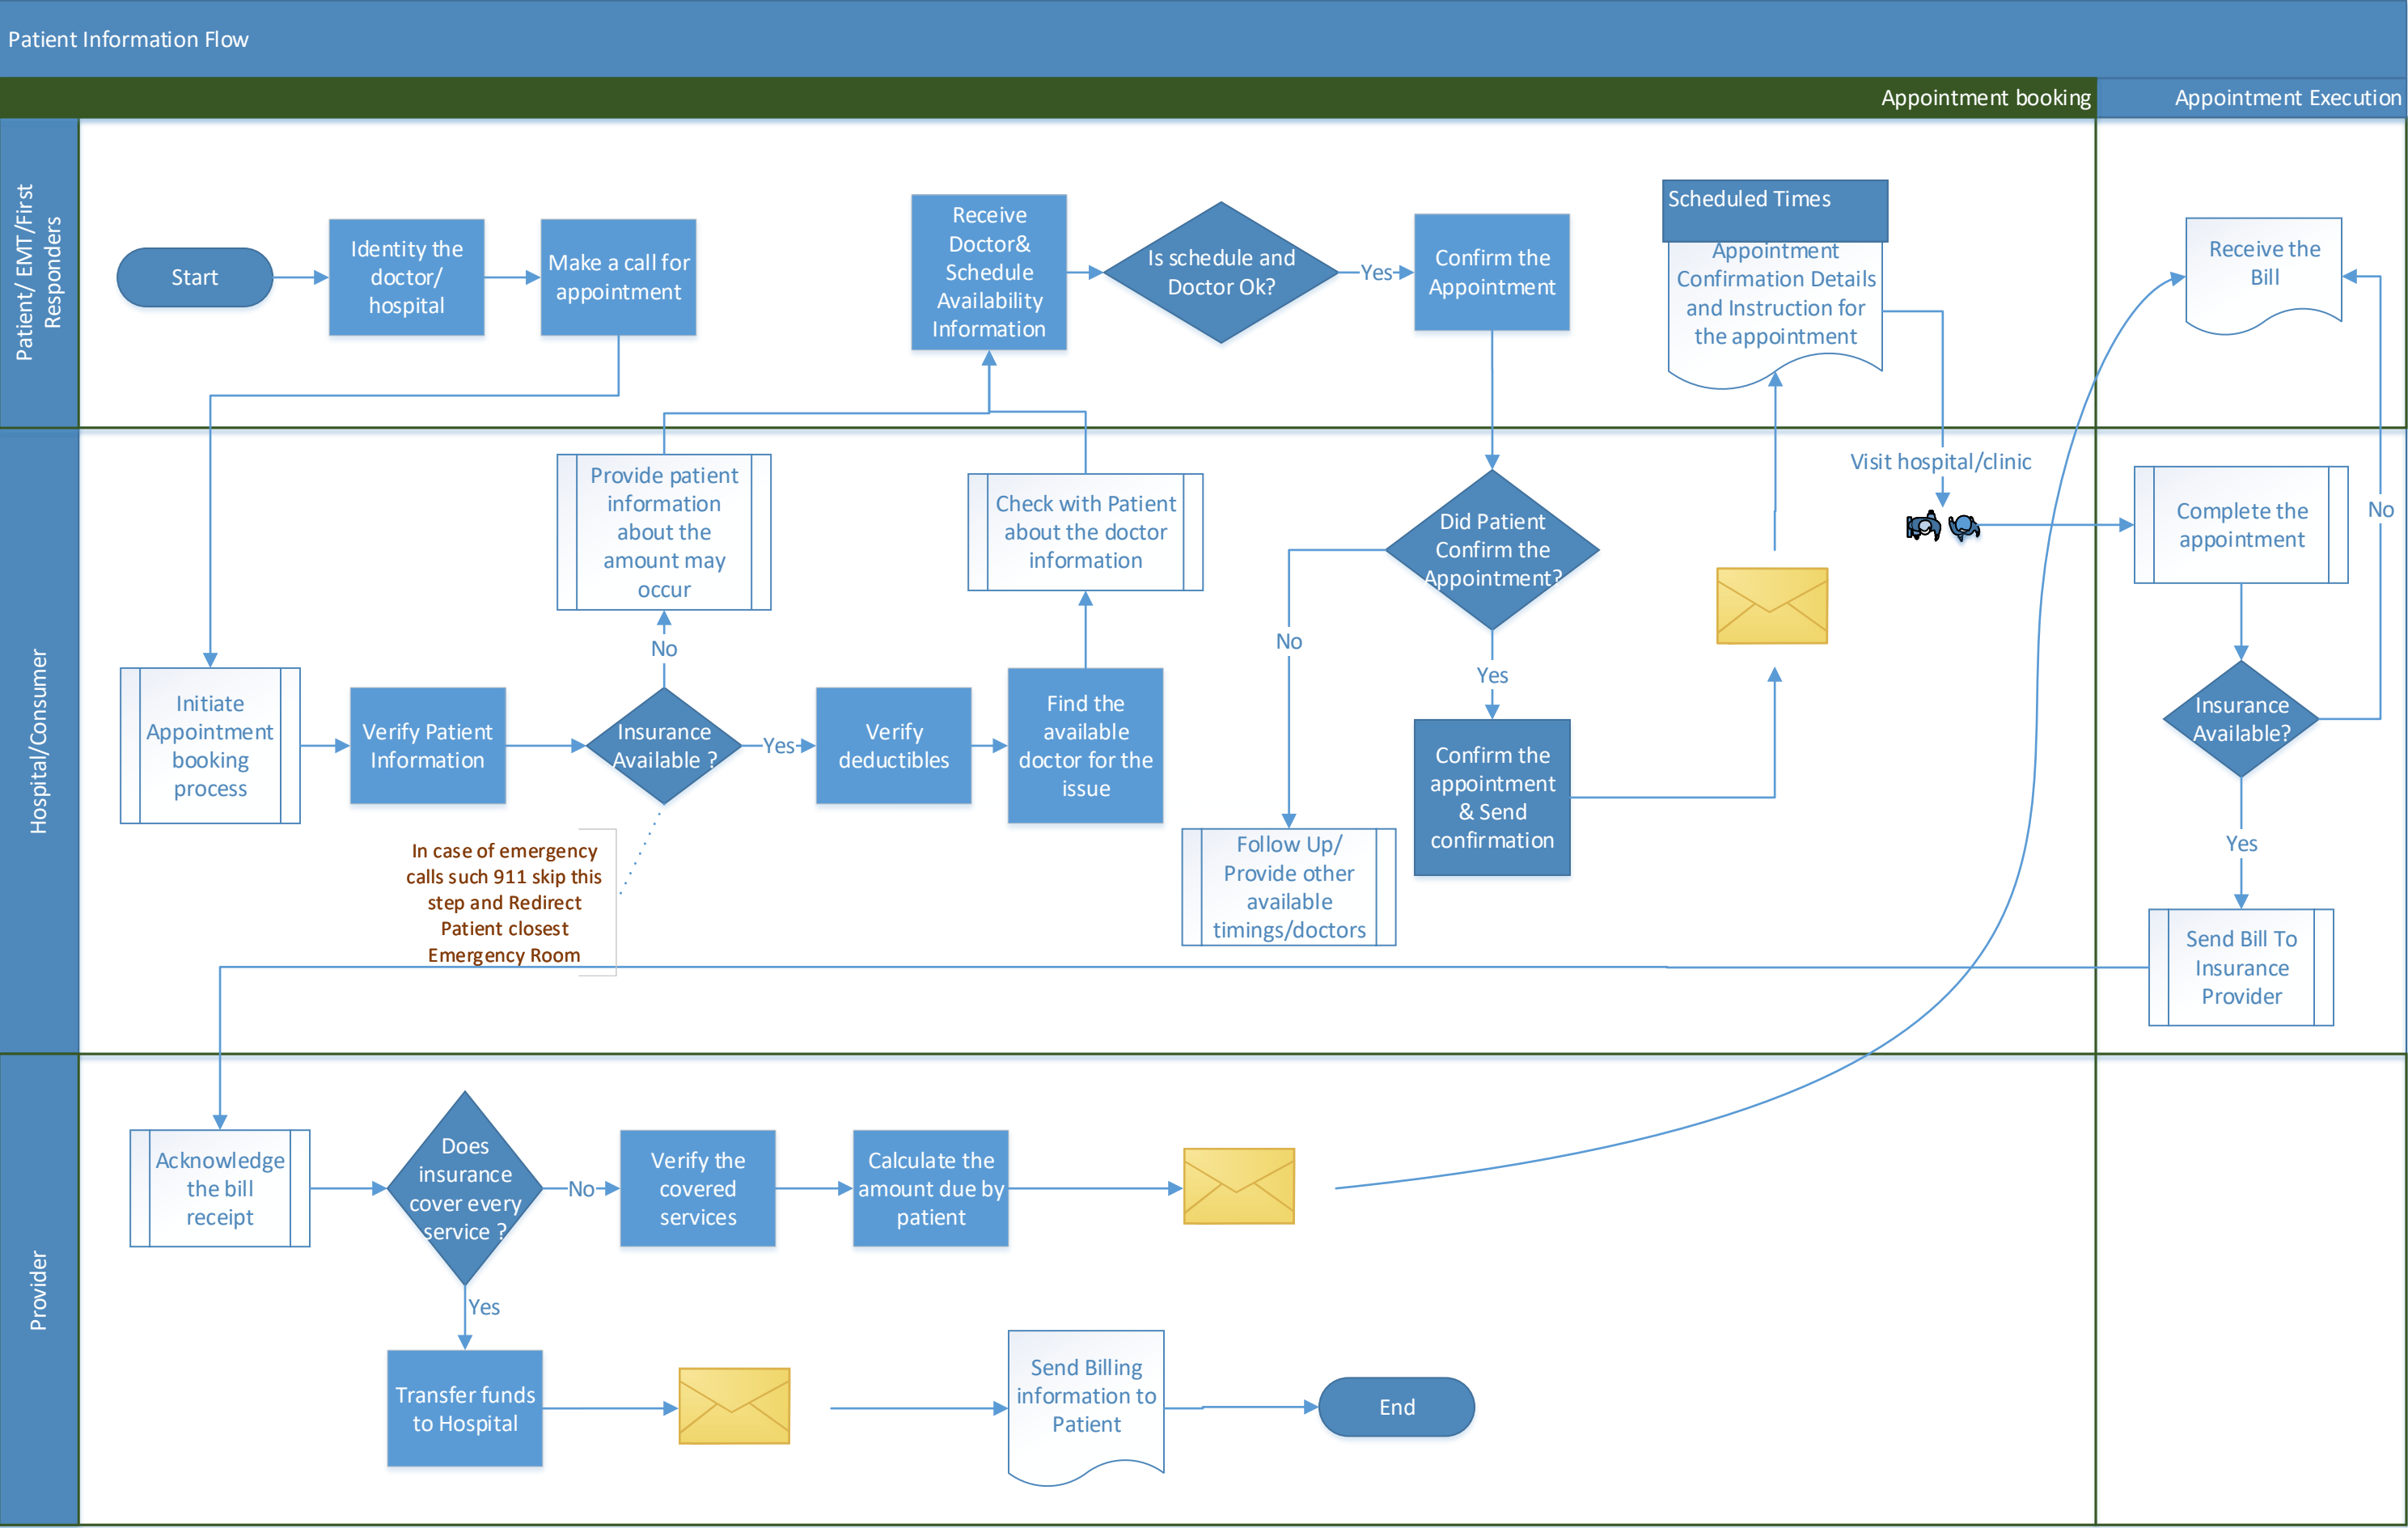 Patient Information Flow
Appointment booking
Appointment Execution
Patient/ EMT/First
Responders
Start
Identity the
doctor/
hospital
Make a call for
appointment
Receive
Doctor&
Schedule
Availability
Information
Is schedule and
Doctor Ok?
Yes
Confirm the
Appointment
Scheduled Times
Appointment
Confirmation Details
and Instruction for
the appointment
Receive the
Bill
Hospital/Consumer
Provide patient
information
about the
amount may
occur
Check with Patient
about the doctor
information
Did Patient
Confirm the
Appointment?
Visit hospital/clinic
Complete the
appointment
No
No
No
Yes
Initiate
Appointment
booking
process
Verify Patient
Information
Insurance
Available ?
Yes
Verify
deductibles
Find the
available
doctor for the
issue
Confirm the
appointment
& Send
confirmation
Insurance
Available?
Yes
In case of emergency
calls such 911 skip this
step and Redirect
Patient closest
Emergency Room
Follow Up/
Provide other
available
timings/doctors
Send Bill To
Insurance
Provider
Provider
Acknowledge
the bill
receipt
Does
insurance
cover every
service ?
No
Verify the
covered
services
Calculate the
amount due by
patient
Yes
Transfer funds
to Hospital
Send Billing
information to
Patient
End